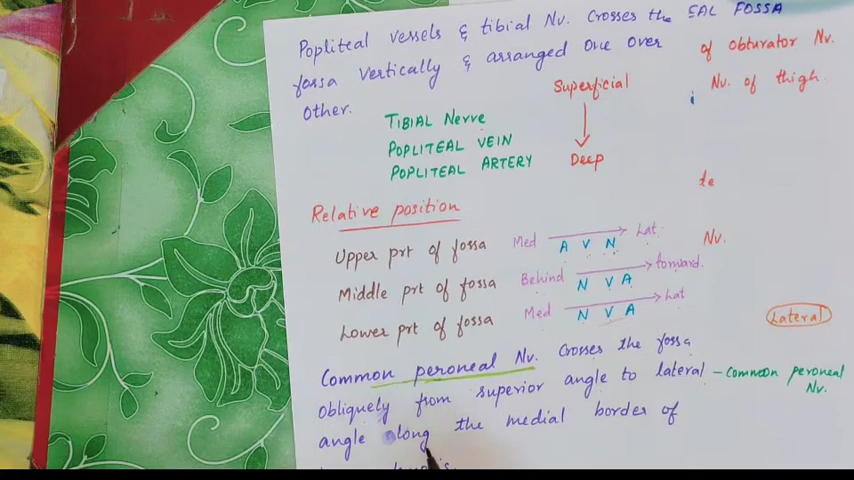 Popliteal vessels & tibial Nv. Crosses the
fossa vertically & arranged one over
other.
Superficial
Deep
TIBIAL Nerve
POPLITEAL VEIN
POPLITEAL ARTERY
Relative position
Upper prt of fossa Med Lat.
A V N
Middle prt of fossa Behind forward.
N V A
Lower prt of fossa Med Lat
N V A
Common peroneal Nv. Crosses the fossa
obliquely from superior angle to lateral
angle along the medial border of
EAL FOSSA
of obturator Nv.
Nv. of thigh.
te
Nv.
Lateral
- common peroneal
Nv.